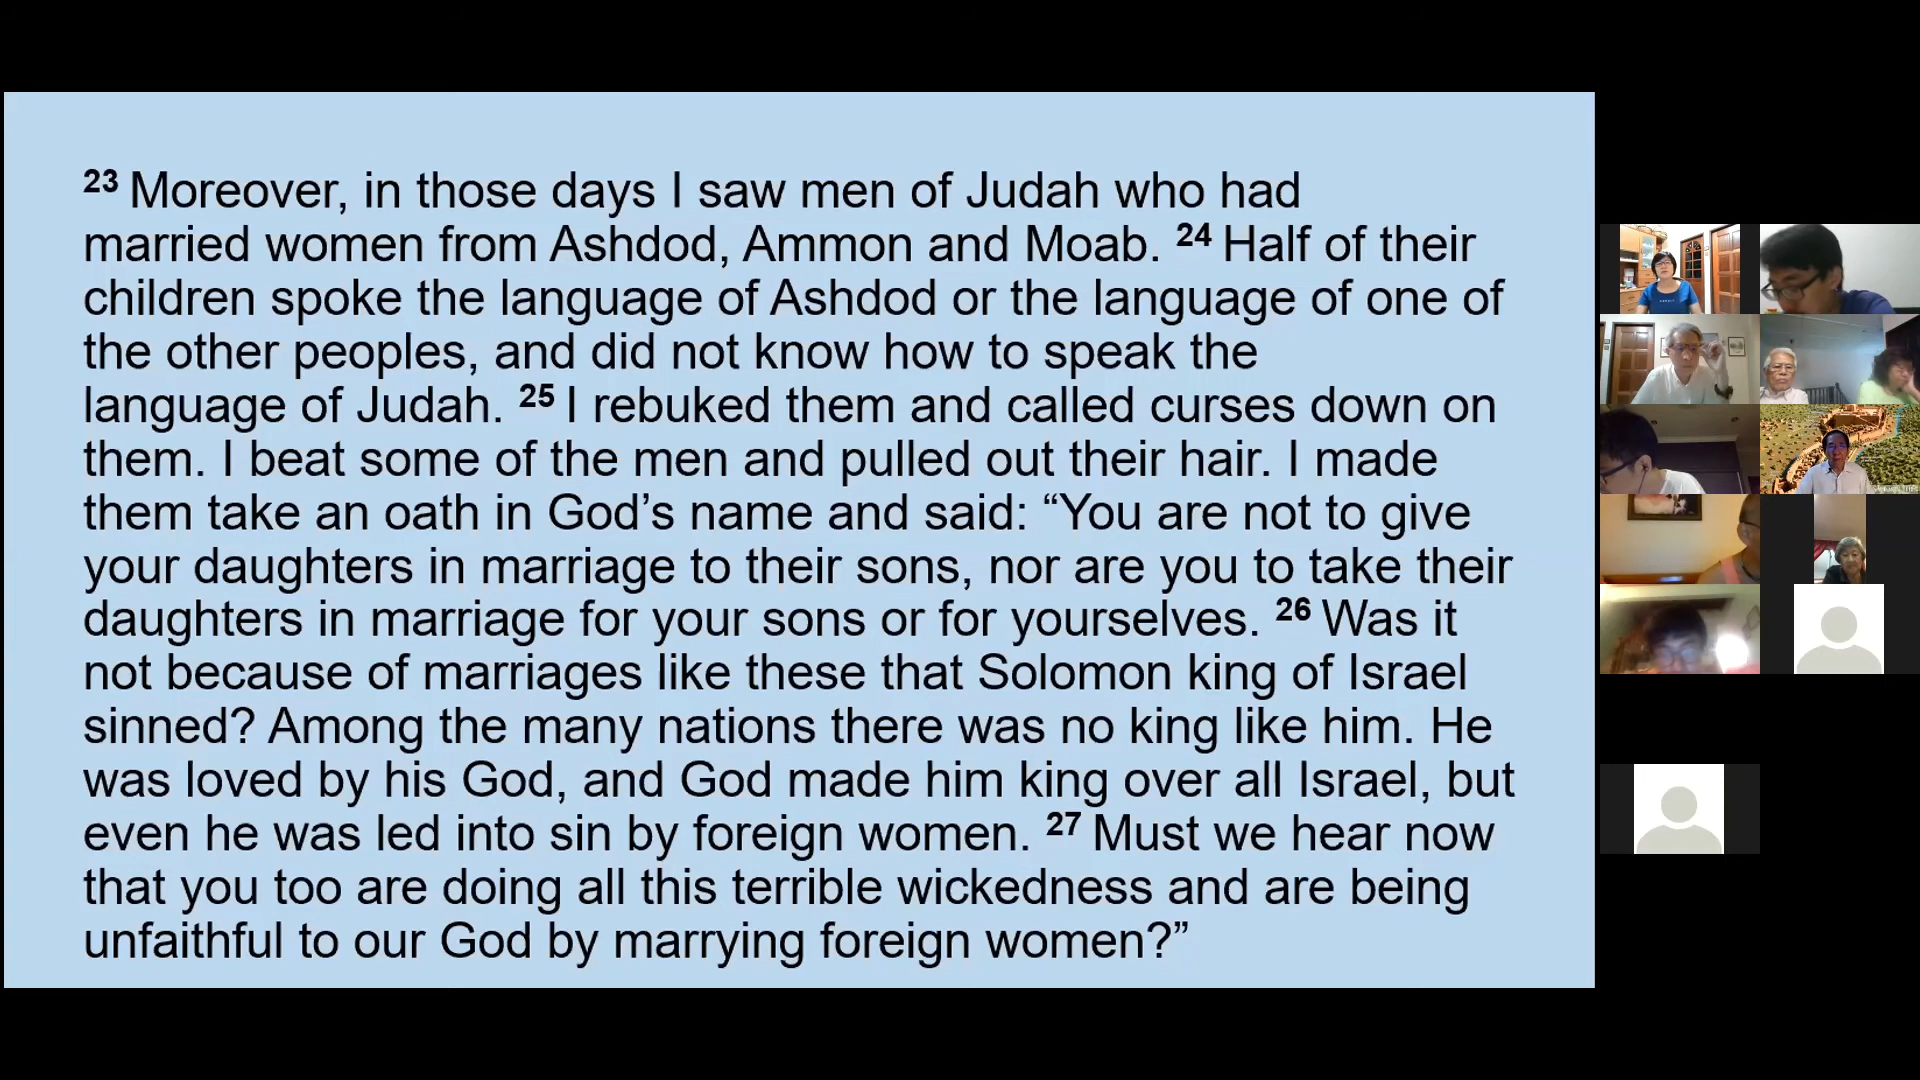 23 Moreover, in those days I saw men of Judah who had
married women from Ashdod, Ammon and Moab. 24 Half of their
children spoke the language of Ashdod or the language of one of
the other peoples, and did not know how to speak the
language of Judah. 25 I rebuked them and called curses down on
them. I beat some of the men and pulled out their hair. I made
them take an oath in God’s name and said: “You are not to give
your daughters in marriage to their sons, nor are you to take their
daughters in marriage for your sons or for yourselves. 26 Was it
not because of marriages like these that Solomon king of Israel
sinned? Among the many nations there was no king like him. He
was loved by his God, and God made him king over all Israel, but
even he was led into sin by foreign women. 27 Must we hear now
that you too are doing all this terrible wickedness and are being
unfaithful to our God by marrying foreign women?”